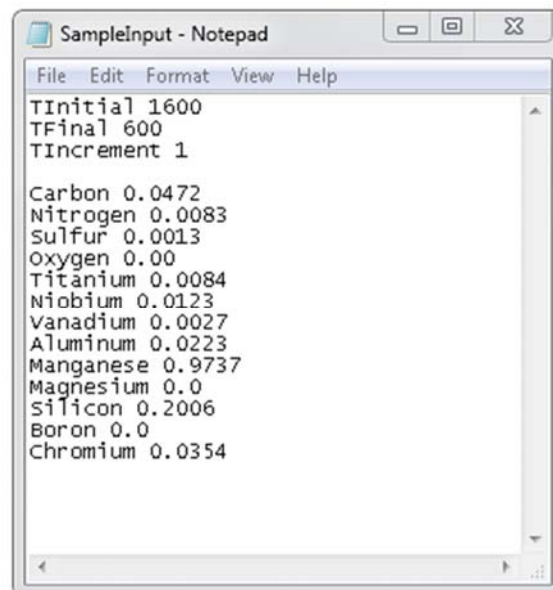 SampleInput - Notepad
File Edit Format View Help
TInitial 1600
TFinal 600
TIncrement 1
Carbon 0.0472
Nitrogen 0.0083
Sulfur 0.0013
Oxygen 0.00
Titanium 0.0084
Niobium 0.0123
Vanadium 0.0027
Aluminum 0.0223
Manganese 0.9737
Magnesium 0.0
Silicon 0.2006
Boron 0.0
Chromium 0.0354